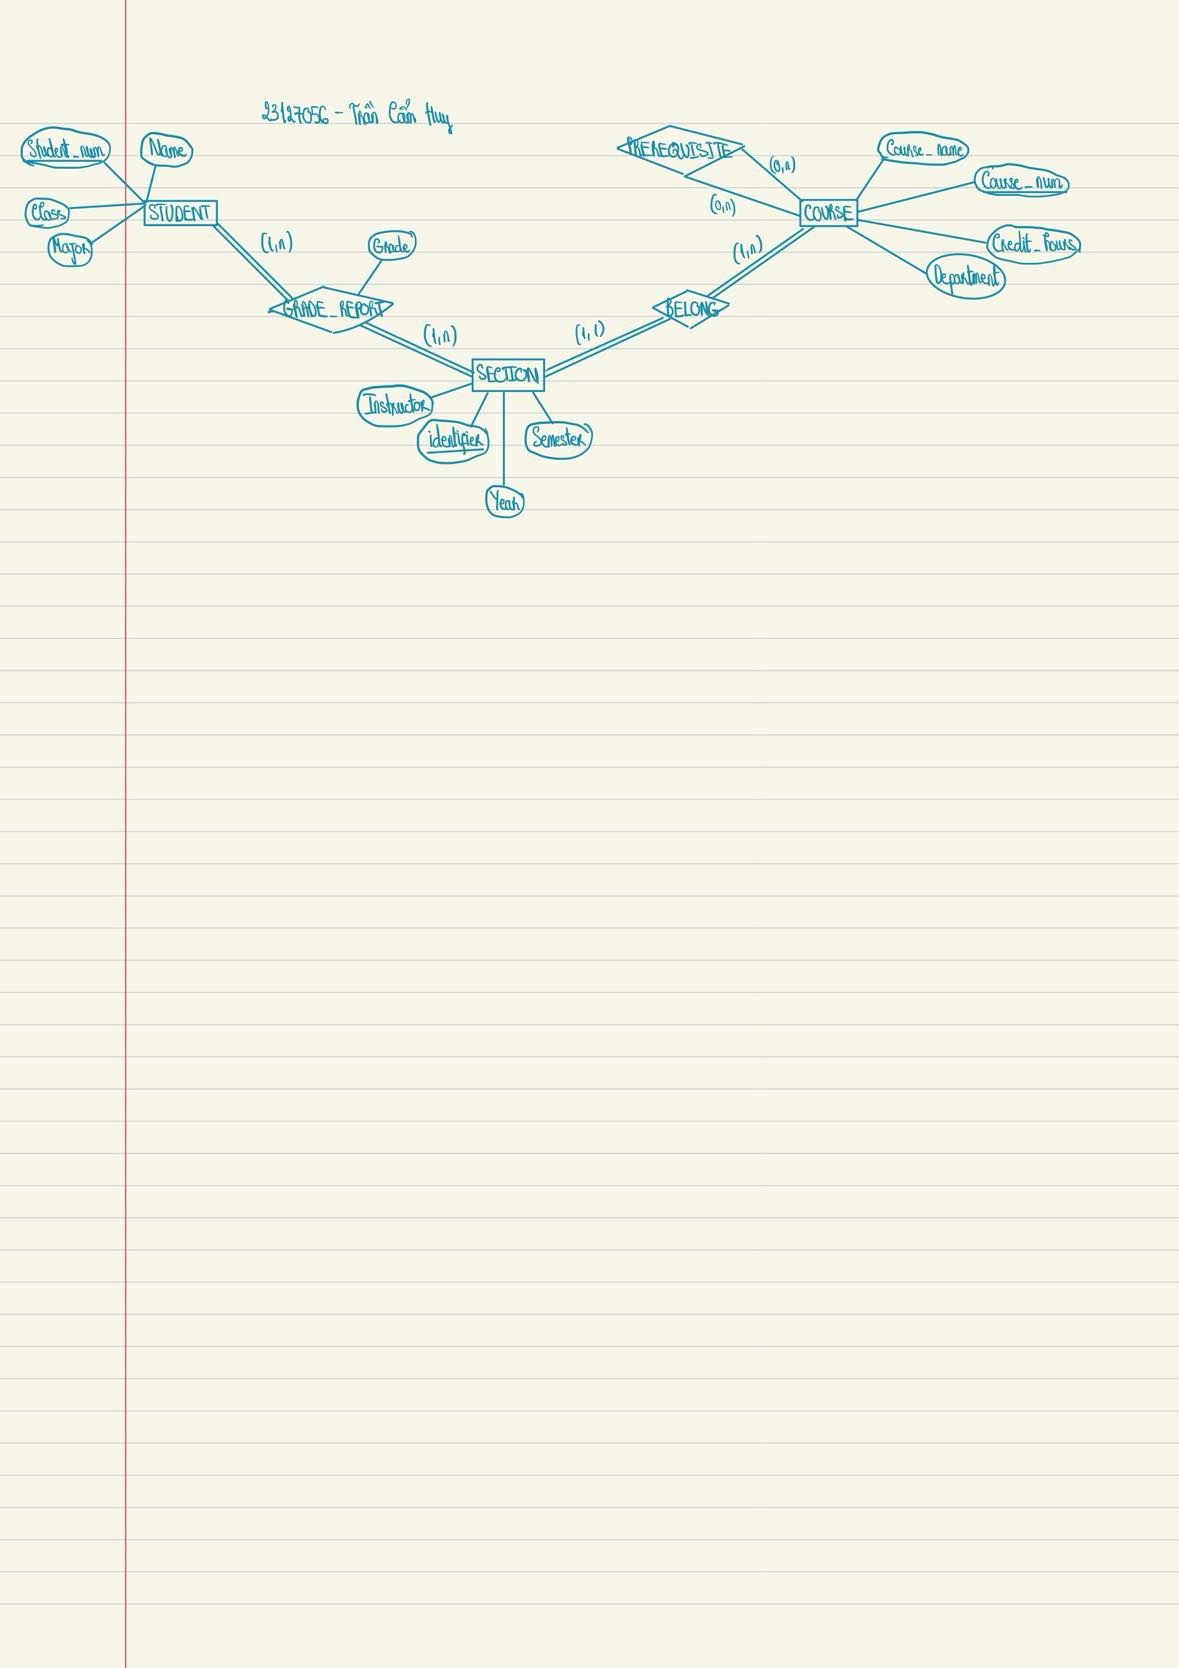 23127056 - Trần Cẩm Huy
Student_num
Name
Class
Major
STUDENT
(1,n)
Grade
GRADE_REPORT
(1,n)
PREREQUISITE
(0,n)
(0,n)
Course_name
Course_num
COURSE
Credit_hours
Department
(1,n)
BELONG
(1,1)
SECTION
Instructor
identifier
Semester
Year